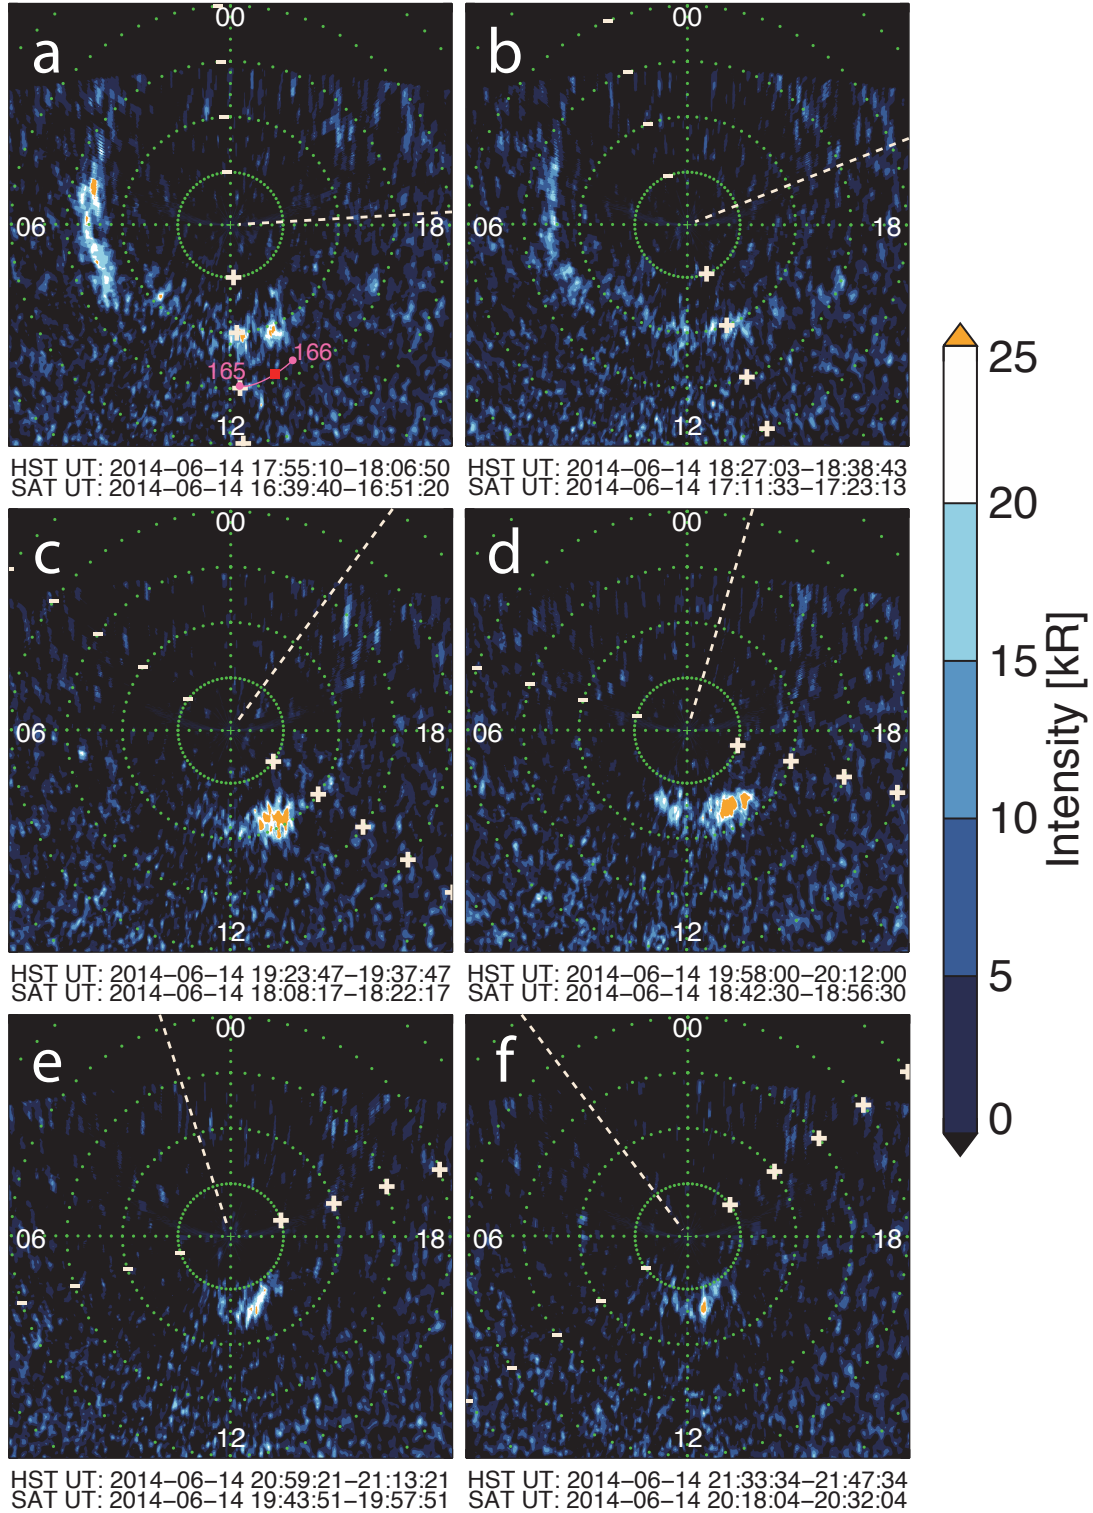 a
00
06
18
165
166
12
HST UT: 2014−06−14 17:55:10−18:06:50
SAT UT: 2014−06−14 16:39:40−16:51:20
b
00
06
18
12
HST UT: 2014−06−14 18:27:03−18:38:43
SAT UT: 2014−06−14 17:11:33−17:23:13
c
00
06
18
12
HST UT: 2014−06−14 19:23:47−19:37:47
SAT UT: 2014−06−14 18:08:17−18:22:17
d
00
06
18
12
HST UT: 2014−06−14 19:58:00−20:12:00
SAT UT: 2014−06−14 18:42:30−18:56:30
e
00
06
18
12
HST UT: 2014−06−14 20:59:21−21:13:21
SAT UT: 2014−06−14 19:43:51−19:57:51
f
00
06
18
12
HST UT: 2014−06−14 21:33:34−21:47:34
SAT UT: 2014−06−14 20:18:04−20:32:04
25
20
15
10
5
0
Intensity [kR]